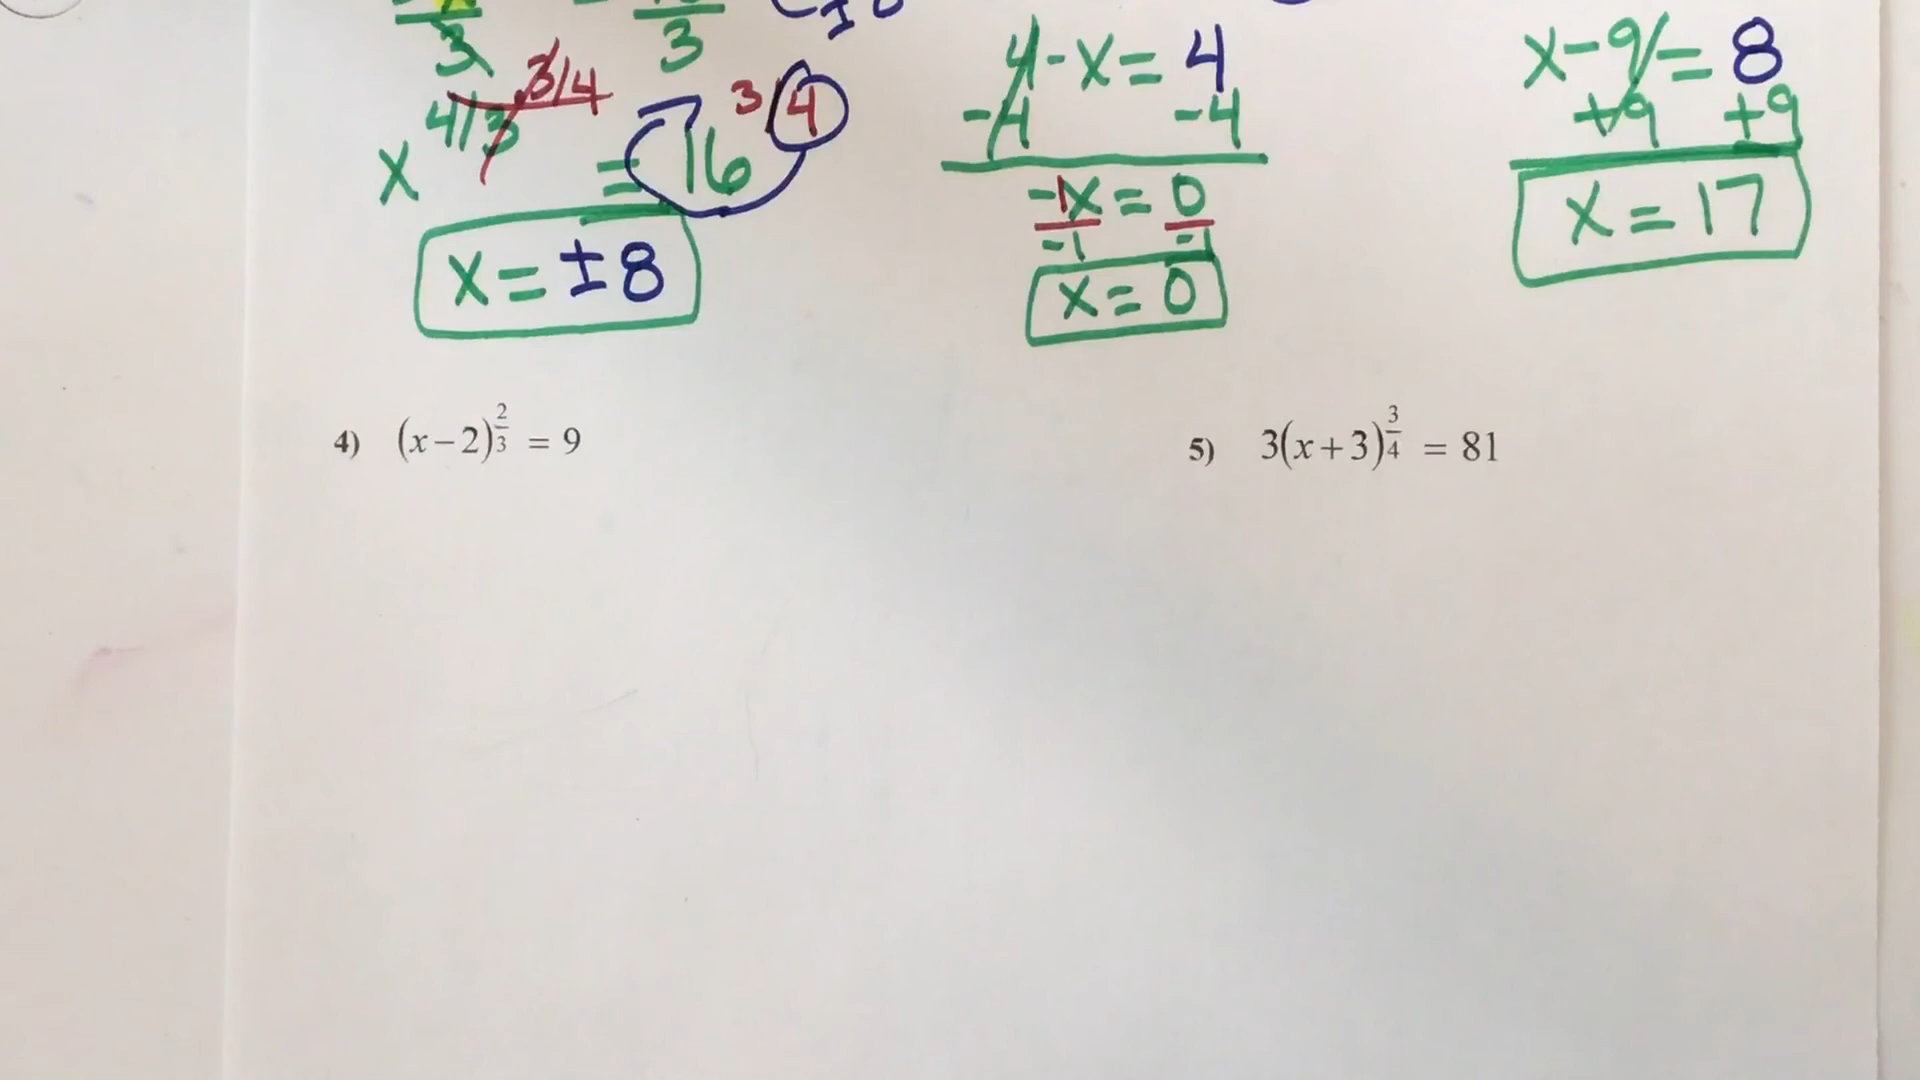 3 3
x^4/3 ^3/4 = 16^3/4
x = ±8
4 - x = 4
-4 -4
-1x = 0
-1 -1
x = 0
x - 9 = 8
+9 +9
x = 17
4) (x − 2)^2/3 = 9
5) 3(x + 3)^3/4 = 81